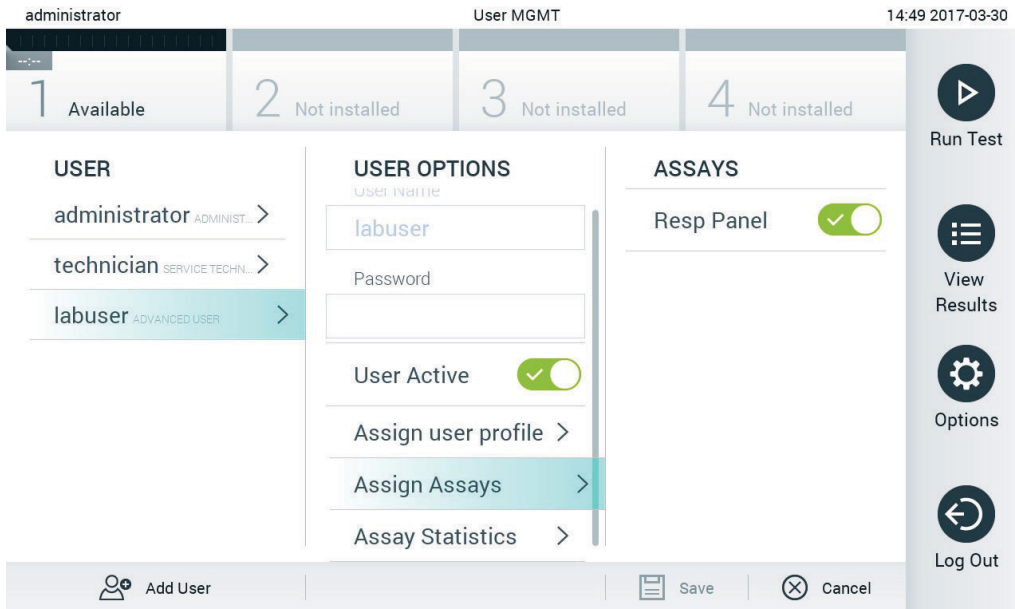 administrator User MGMT 14:49 2017-03-30
--:--
1 Available 2 Not installed 3 Not installed 4 Not installed
Run Test
USER USER OPTIONS ASSAYS
User Name
administrator ADMINIST... labuser Resp Panel
technician SERVICE TECHN... Password
View
Results
labuser ADVANCED USER
User Active
Options
Assign user profile
Assign Assays
Assay Statistics
Log Out
Add User Save Cancel